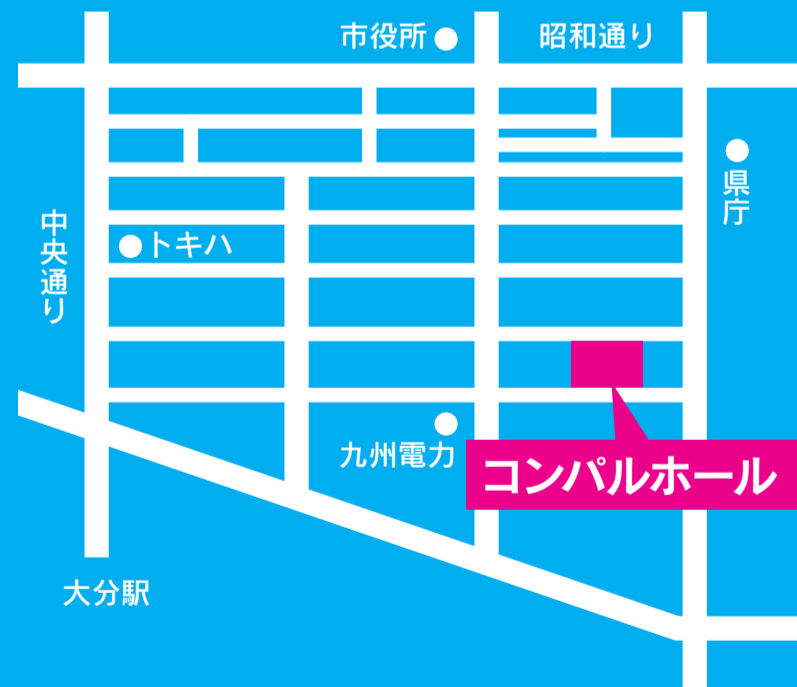 市役所
昭和通り
県庁
中央通り
トキハ
九州電力
コンパルホール
大分駅